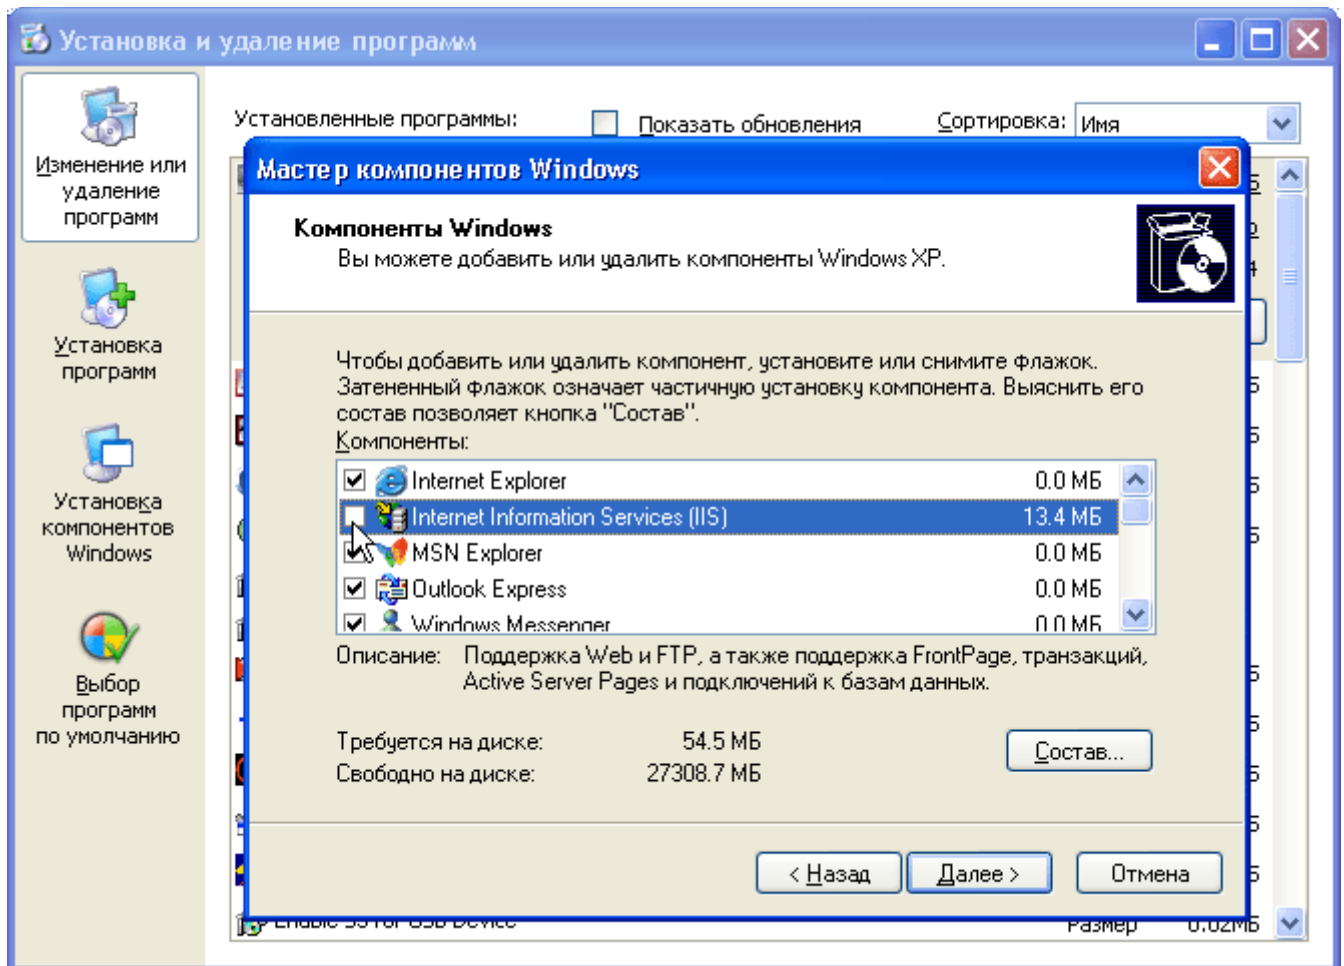 Установка и удаление программ
Изменение или
удаление
программ
Установка
программ
Установка
компонентов
Windows
Выбор
программ
по умолчанию
Установленные программы:
Показать обновления
Сортировка: Имя
Мастер компонентов Windows
Компоненты Windows
Вы можете добавить или удалить компоненты Windows XP.
Чтобы добавить или удалить компонент, установите или снимите флажок.
Затененный флажок означает частичную установку компонента. Выяснить его
состав позволяет кнопка "Состав".
Компоненты:
Internet Explorer 0.0 МБ
Internet Information Services (IIS) 13.4 МБ
MSN Explorer 0.0 МБ
Outlook Express 0.0 МБ
Windows Messenger 0.0 МБ
Описание: Поддержка Web и FTP, а также поддержка FrontPage, транзакций,
Active Server Pages и подключений к базам данных.
Требуется на диске: 54.5 МБ
Свободно на диске: 27308.7 МБ
Состав...
< Назад
Далее >
Отмена
Размер 0.02МБ